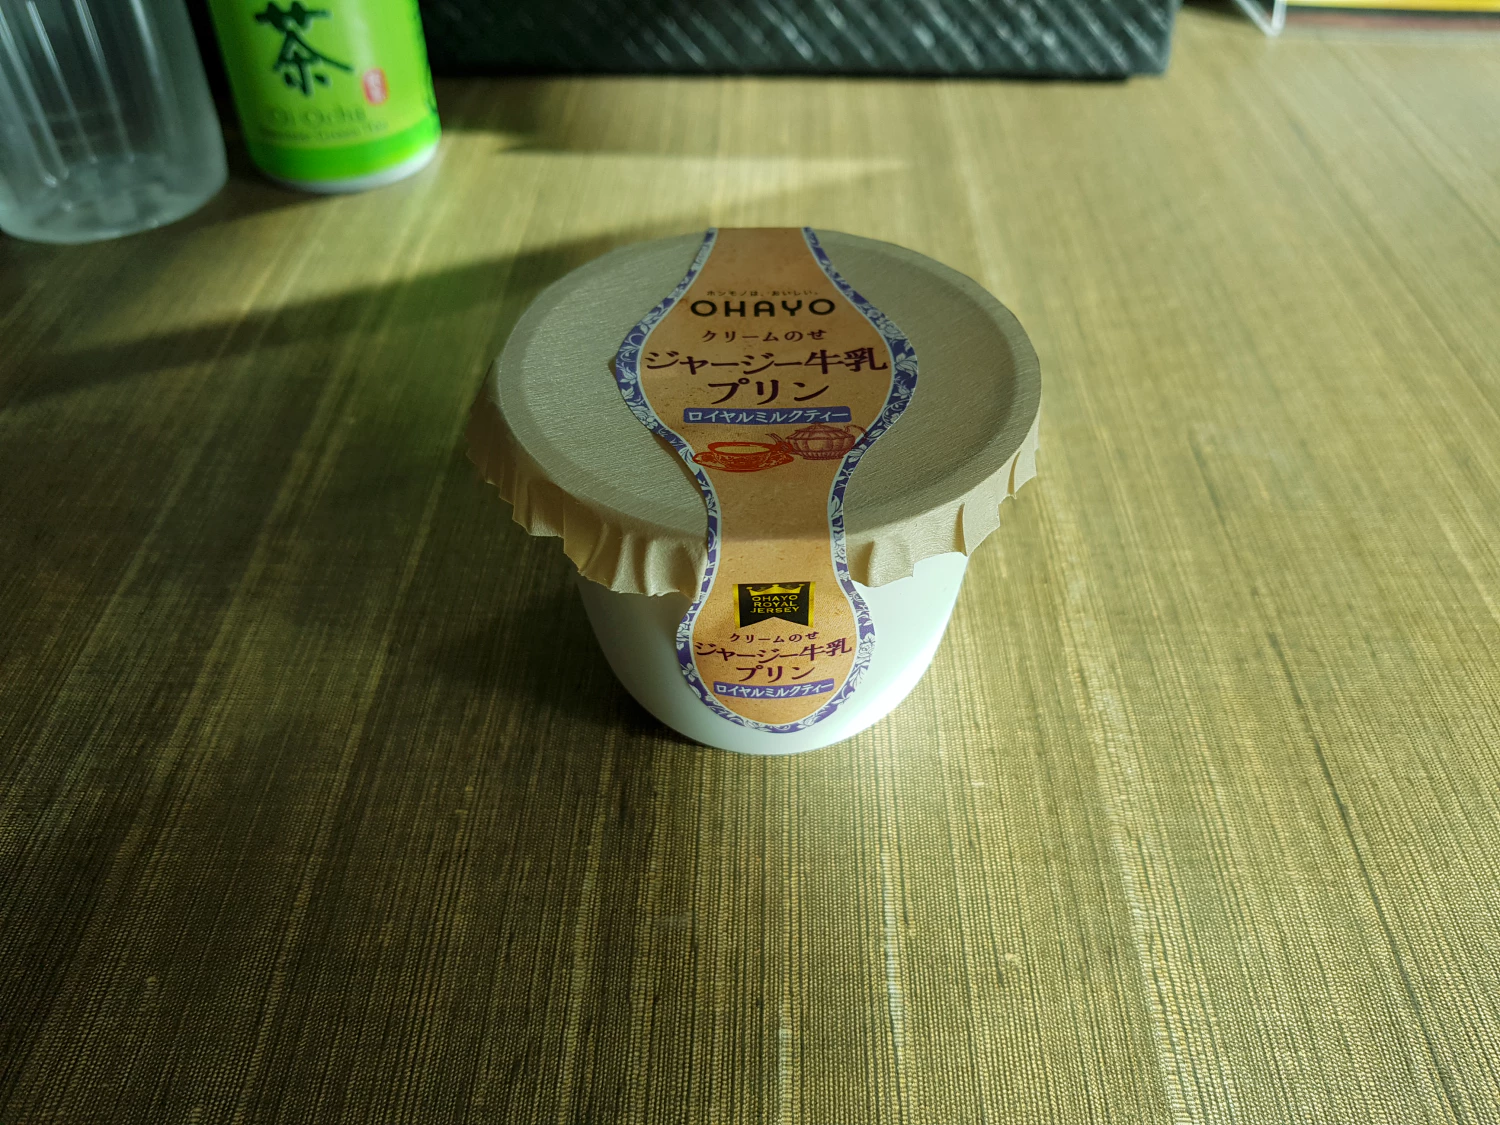 茶
Oi Ocha
Japanese Green Tea
ホンモノは、おいしい。
OHAYO
クリームのせ
ジャージー牛乳
プリン
ロイヤルミルクティー
OHAYO
ROYAL
JERSEY
クリームのせ
ジャージー牛乳
プリン
ロイヤルミルクティー